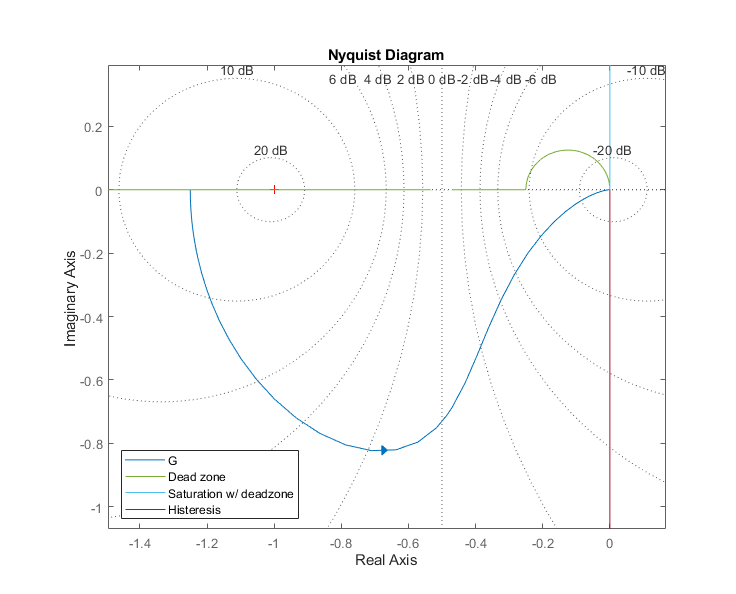 Nyquist Diagram
10 dB
6 dB
4 dB
2 dB
0 dB
-2 dB
-4 dB
-6 dB
-10 dB
20 dB
-20 dB
0.2
0
-0.2
-0.4
-0.6
-0.8
-1
Imaginary Axis
G
Dead zone
Saturation w/ deadzone
Histeresis
-1.4
-1.2
-1
-0.8
-0.6
-0.4
-0.2
0
Real Axis